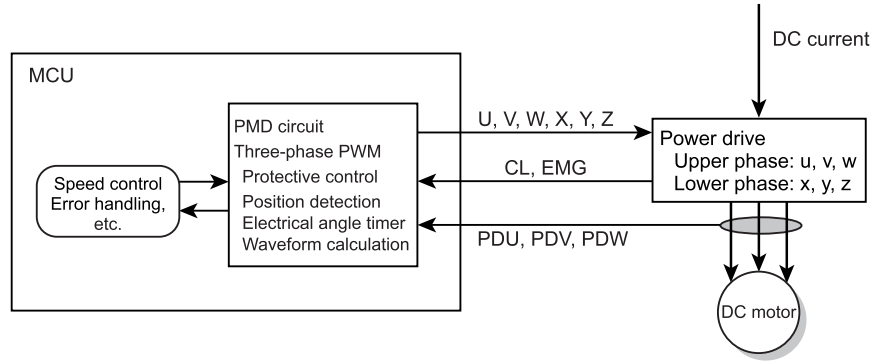 DC current
MCU
PMD circuit
Three-phase PWM
Protective control
Position detection
Electrical angle timer
Waveform calculation
Speed control
Error handling,
etc.
U, V, W, X, Y, Z
CL, EMG
PDU, PDV, PDW
Power drive
Upper phase: u, v, w
Lower phase: x, y, z
DC motor